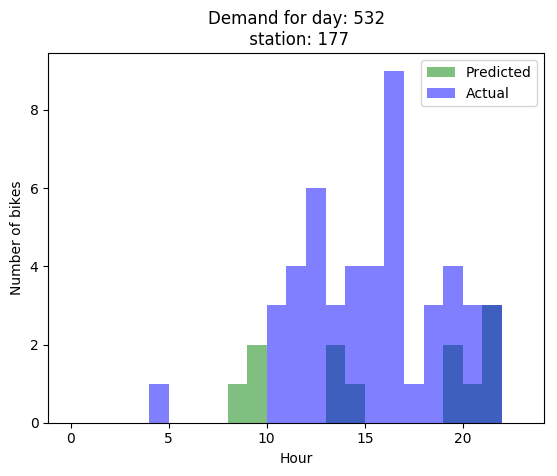 Demand for day: 532
station: 177
Predicted
Actual
Number of bikes
8
6
4
2
0
0
5
10
15
20
Hour